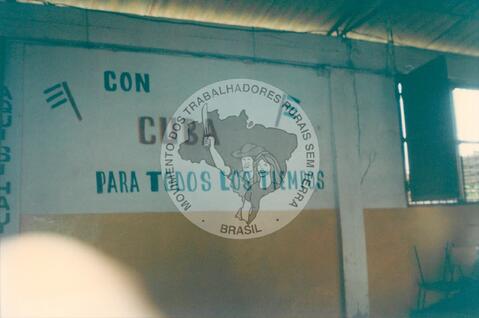 CON
CUBA
PARA TODOS LOS TIEMPOS
MOVIMENTO DOS TRABALHADORES RURAIS SEM TERRA
· BRASIL ·